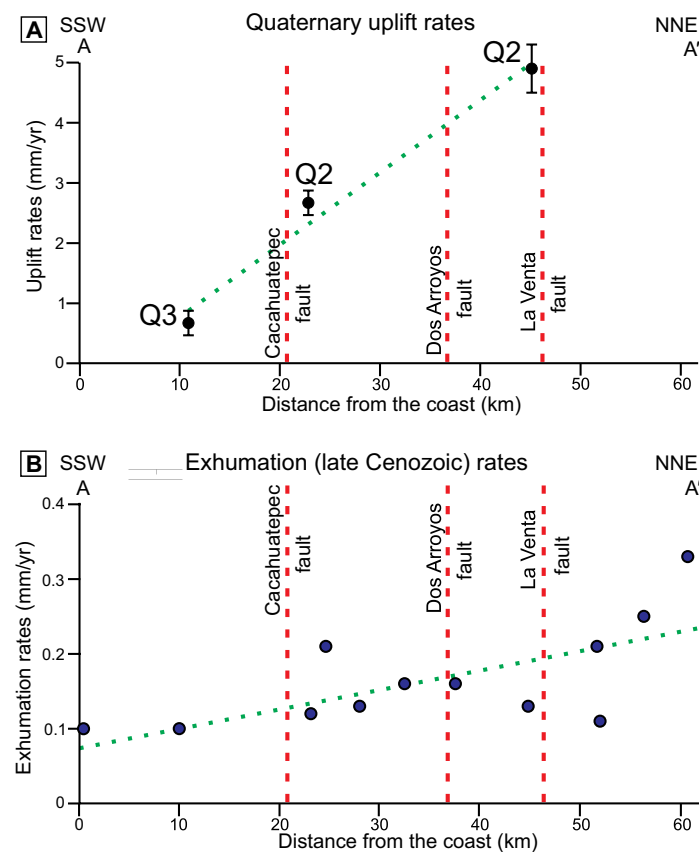 A
SSW
A
Quaternary uplift rates
NNE
A′
Uplift rates (mm/yr)
5
4
3
2
1
0
Q3
Q2
Q2
Cacahuatepec
fault
Dos Arroyos
fault
La Venta
fault
0
10
20
30
40
50
60
Distance from the coast (km)
B
SSW
A
Exhumation (late Cenozoic) rates
NNE
A′
Exhumation rates (mm/yr)
0.4
0.3
0.2
0.1
0
Cacahuatepec
fault
Dos Arroyos
fault
La Venta
fault
0
10
20
30
40
50
60
Distance from the coast (km)